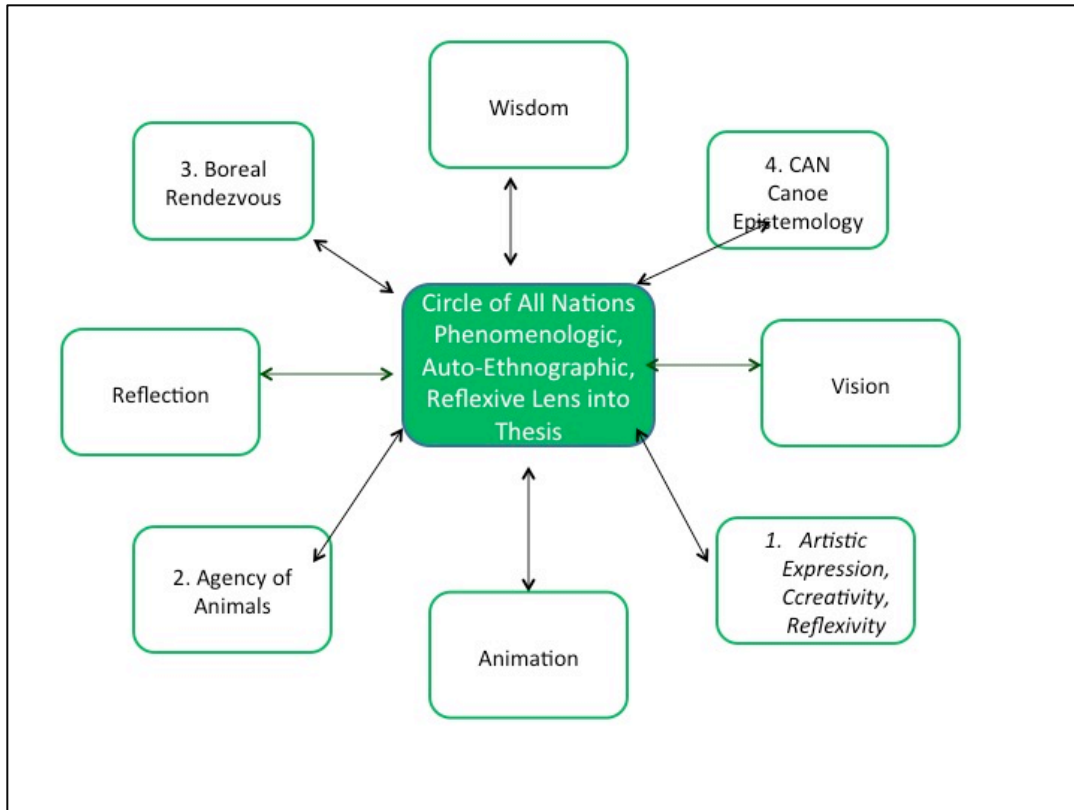 Wisdom
3. Boreal
Rendezvous
4. CAN
Canoe
Epistemology
Circle of All Nations
Phenomenologic,
Auto-Ethnographic,
Reflexive Lens into
Thesis
Reflection
Vision
2. Agency of
Animals
1. Artistic
Expression,
Ccreativity,
Reflexivity
Animation